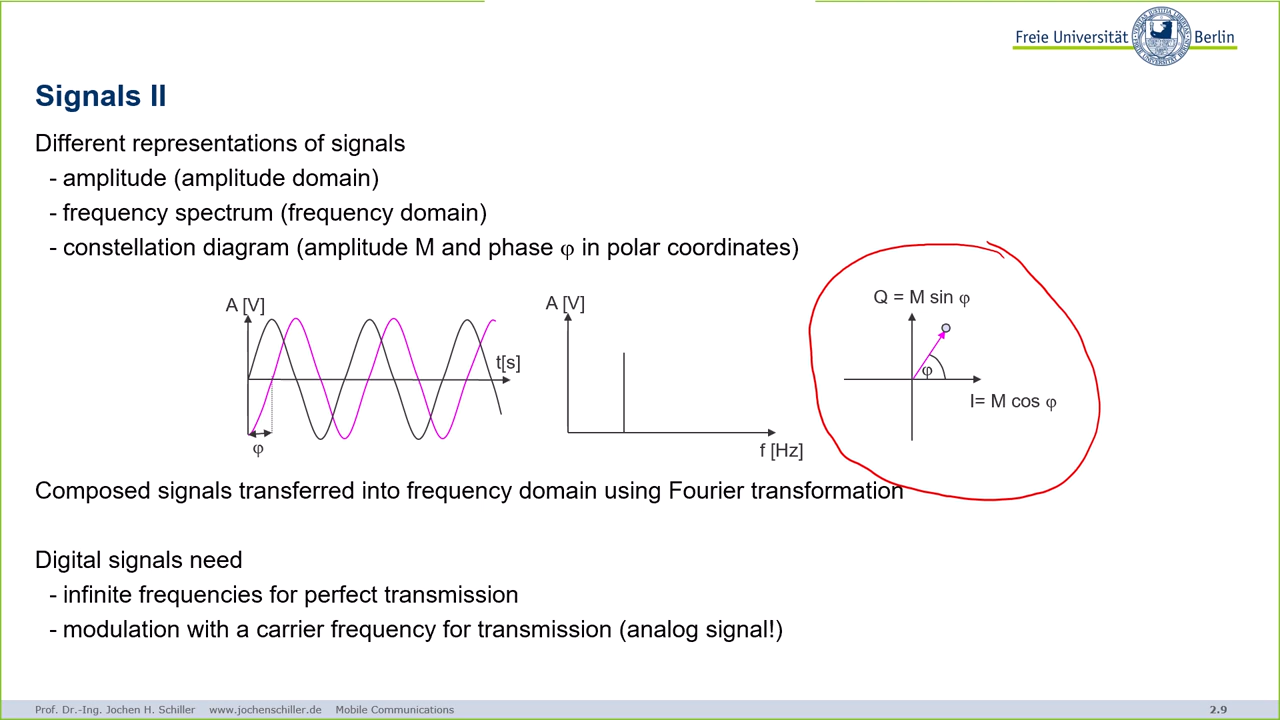 Freie Universität Berlin
Signals II
Different representations of signals
- amplitude (amplitude domain)
- frequency spectrum (frequency domain)
- constellation diagram (amplitude M and phase φ in polar coordinates)
A [V]
t[s]
φ
A [V]
f [Hz]
Q = M sin φ
φ
I= M cos φ
Composed signals transferred into frequency domain using Fourier transformation
Digital signals need
- infinite frequencies for perfect transmission
- modulation with a carrier frequency for transmission (analog signal!)
Prof. Dr.-Ing. Jochen H. Schiller www.jochenschiller.de Mobile Communications 2.9